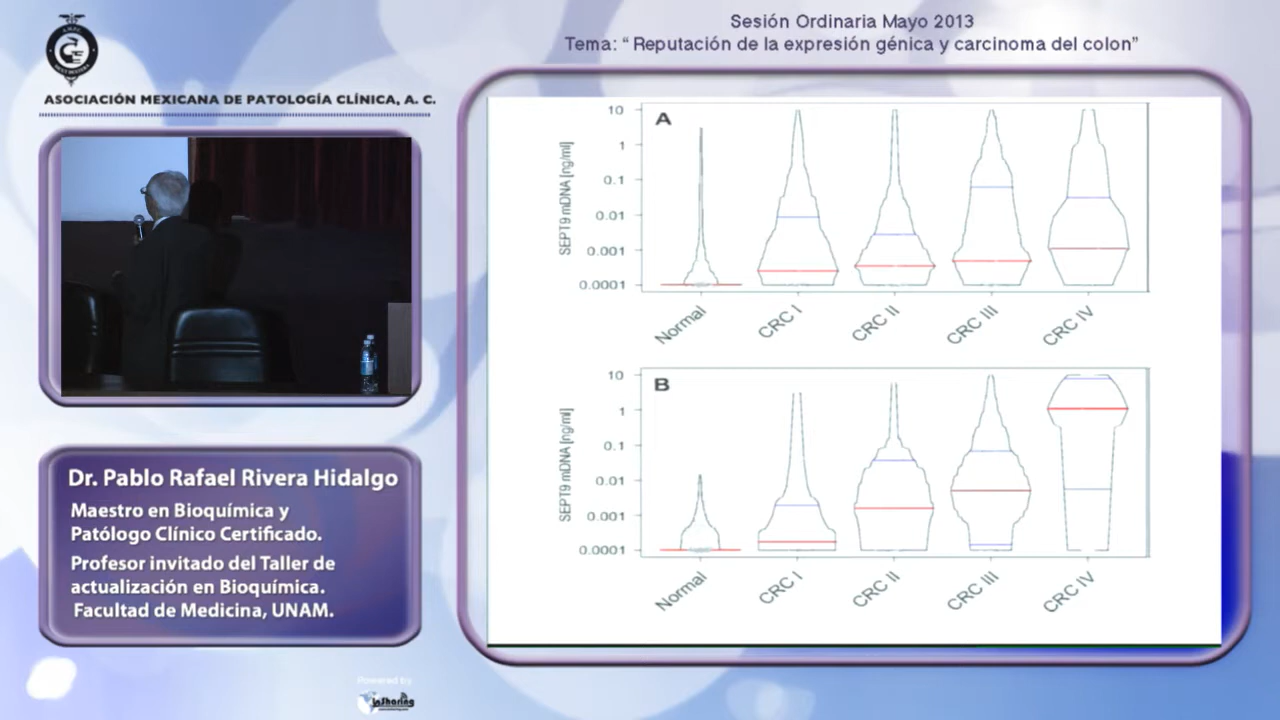 Sesión Ordinaria Mayo 2013
Tema: “ Reputación de la expresión génica y carcinoma del colon”
ASOCIACIÓN MEXICANA DE PATOLOGÍA CLÍNICA, A. C.
A
SEPT9 mDNA [ng/ml]
10
1
0.1
0.01
0.001
0.0001
Normal
CRC I
CRC II
CRC III
CRC IV
B
SEPT9 mDNA [ng/ml]
10
1
0.1
0.01
0.001
0.0001
Normal
CRC I
CRC II
CRC III
CRC IV
Dr. Pablo Rafael Rivera Hidalgo
Maestro en Bioquímica y
Patólogo Clínico Certificado.
Profesor invitado del Taller de
actualización en Bioquímica.
Facultad de Medicina, UNAM.
Powered by
InSharing